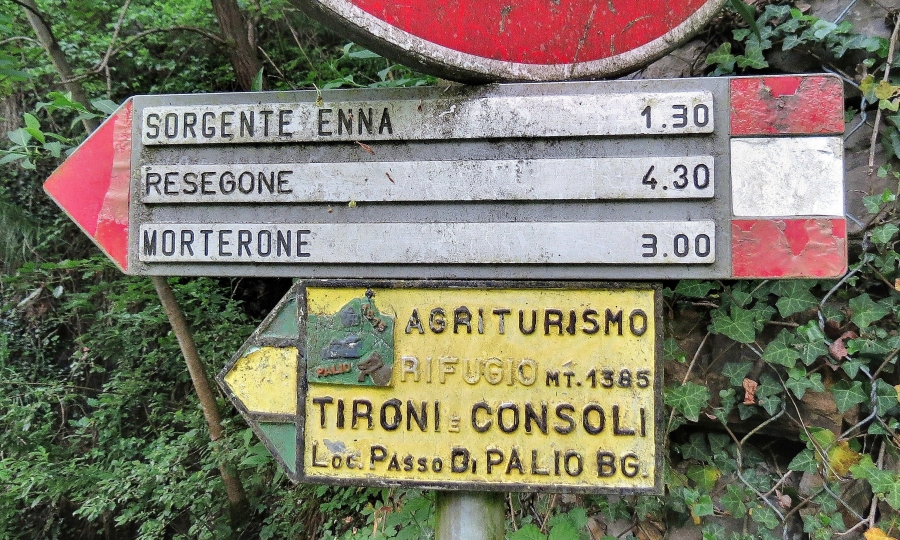 SORGENTE ENNA 1.30
RESEGONE 4.30
MORTERONE 3.00
AGRITURISMO
PALIO
RIFUGIO MT. 1385
TIRONI E CONSOLI
LOC. PASSO Di PALIO BG.